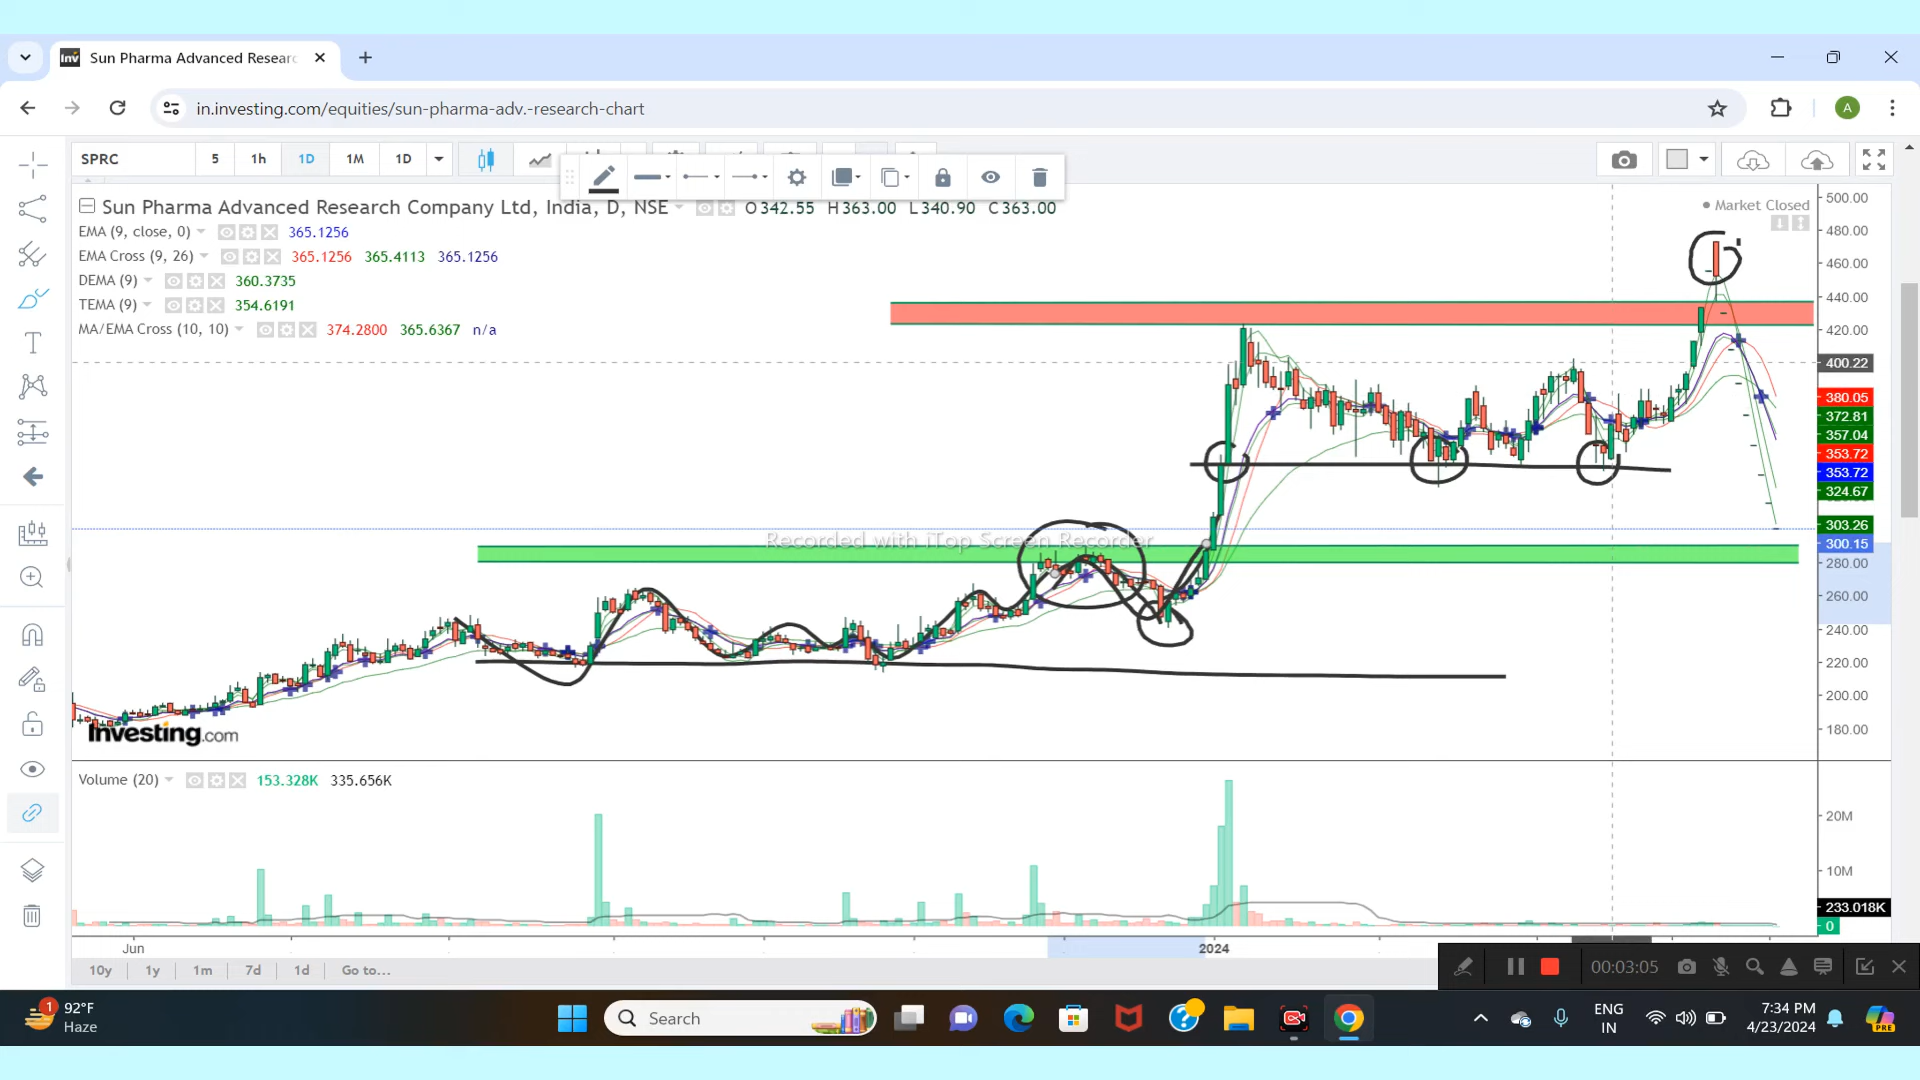 Sun Pharma Advanced Researc
in.investing.com/equities/sun-pharma-adv.-research-chart
A
SPRC 5 1h 1D 1M 1D
Sun Pharma Advanced Research Company Ltd, India, D, NSE O342.55 H363.00 L340.90 C363.00
Market Closed
EMA (9, close, 0) 365.1256
EMA Cross (9, 26) 365.1256 365.4113 365.1256
DEMA (9) 360.3735
TEMA (9) 354.6191
MA/EMA Cross (10, 10) 374.2800 365.6367 n/a
500.00
480.00
460.00
440.00
420.00
400.22
380.05
372.81
357.04
353.72
353.72
324.67
303.26
300.15
280.00
260.00
240.00
220.00
200.00
180.00
Recorded with iTop Screen Recorder
Investing.com
Volume (20) 153.328K 335.656K
20M
10M
233.018K
0
Jun 2024
10y 1y 1m 7d 1d Go to...
00:03:05
1 92°F
Haze
Search
ENG
IN
7:34 PM
4/23/2024
PRE